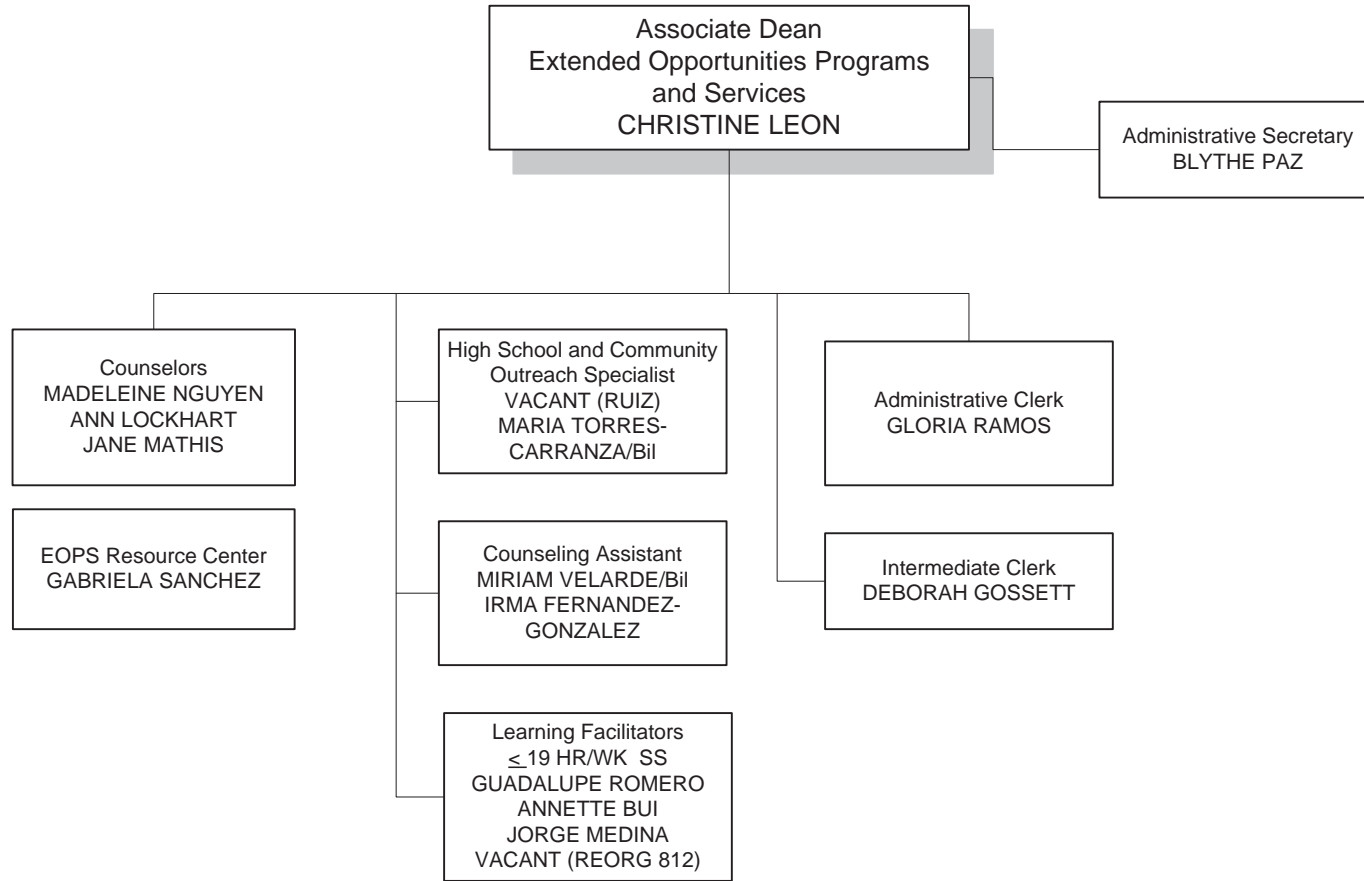 Associate Dean
Extended Opportunities Programs
and Services
CHRISTINE LEON
Administrative Secretary
BLYTHE PAZ
Counselors
MADELEINE NGUYEN
ANN LOCKHART
JANE MATHIS
High School and Community
Outreach Specialist
VACANT (RUIZ)
MARIA TORRES-
CARRANZA/Bil
Administrative Clerk
GLORIA RAMOS
EOPS Resource Center
GABRIELA SANCHEZ
Counseling Assistant
MIRIAM VELARDE/Bil
IRMA FERNANDEZ-
GONZALEZ
Intermediate Clerk
DEBORAH GOSSETT
Learning Facilitators
< 19 HR/WK  SS
GUADALUPE ROMERO
ANNETTE BUI
JORGE MEDINA
VACANT (REORG 812)